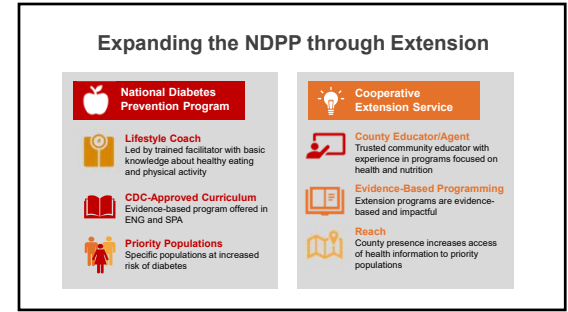 Expanding the NDPP through Extension
National Diabetes
Prevention Program
Lifestyle Coach
Led by trained facilitator with basic
knowledge about healthy eating
and physical activity
CDC-Approved Curriculum
Evidence-based program offered in
ENG and SPA
Priority Populations
Specific populations at increased
risk of diabetes
Cooperative
Extension Service
County Educator/Agent
Trusted community educator with
experience in programs focused on
health and nutrition
Evidence-Based Programming
Extension programs are evidence-
based and impactful
Reach
County presence increases access
of health information to priority
populations